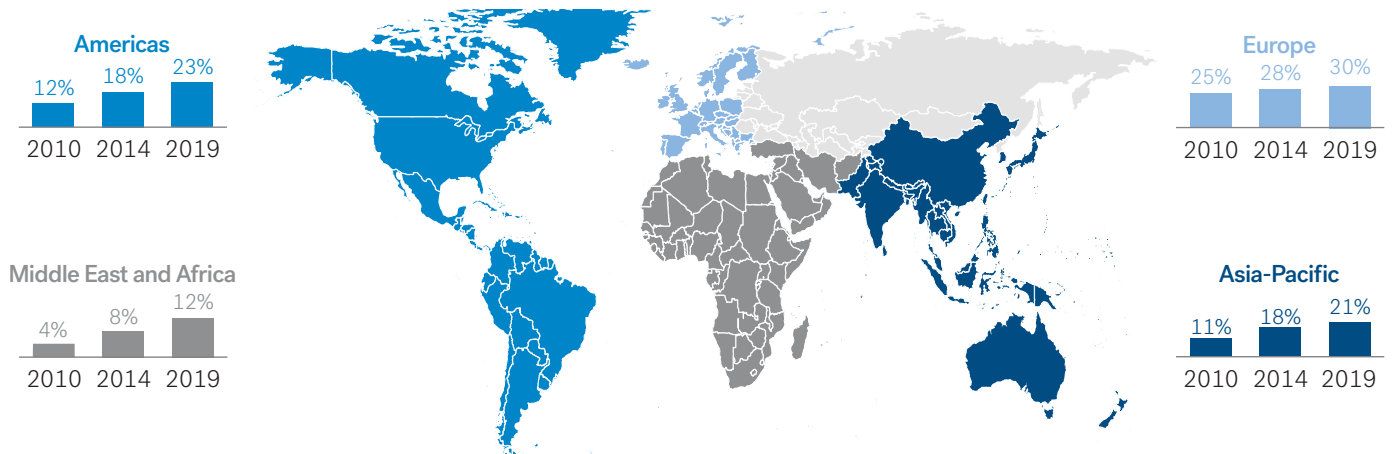 Americas
12% 18% 23%
2010 2014 2019
Middle East and Africa
4% 8% 12%
2010 2014 2019
Europe
25% 28% 30%
2010 2014 2019
Asia-Pacific
11% 18% 21%
2010 2014 2019